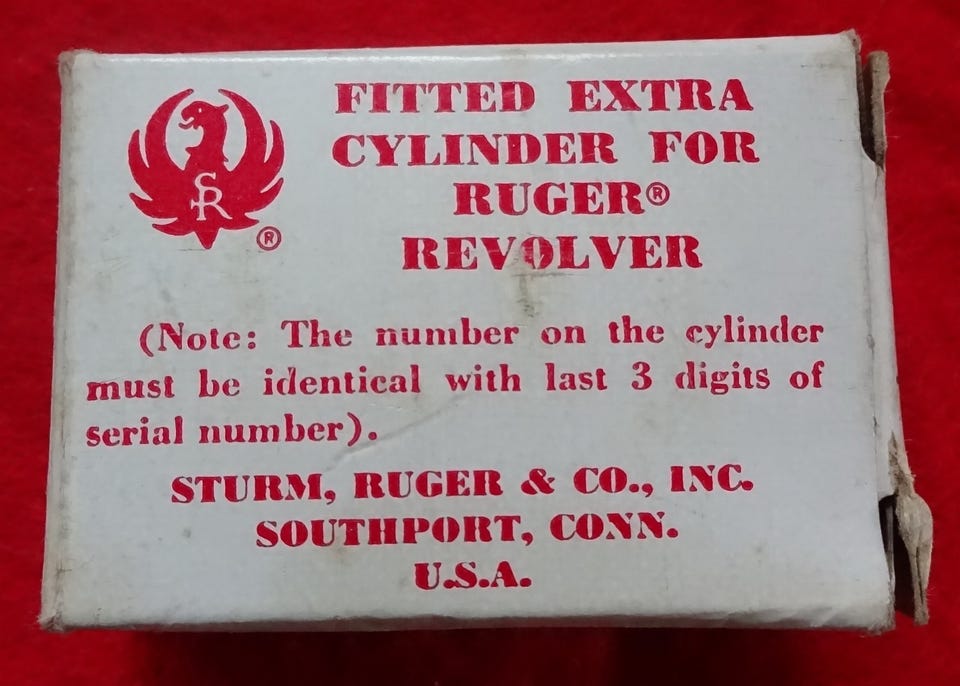 FITTED EXTRA
CYLINDER FOR
RUGER®
REVOLVER
SR
®
(Note: The number on the cylinder
must be identical with last 3 digits of
serial number).
STURM, RUGER & CO., INC.
SOUTHPORT, CONN.
U.S.A.